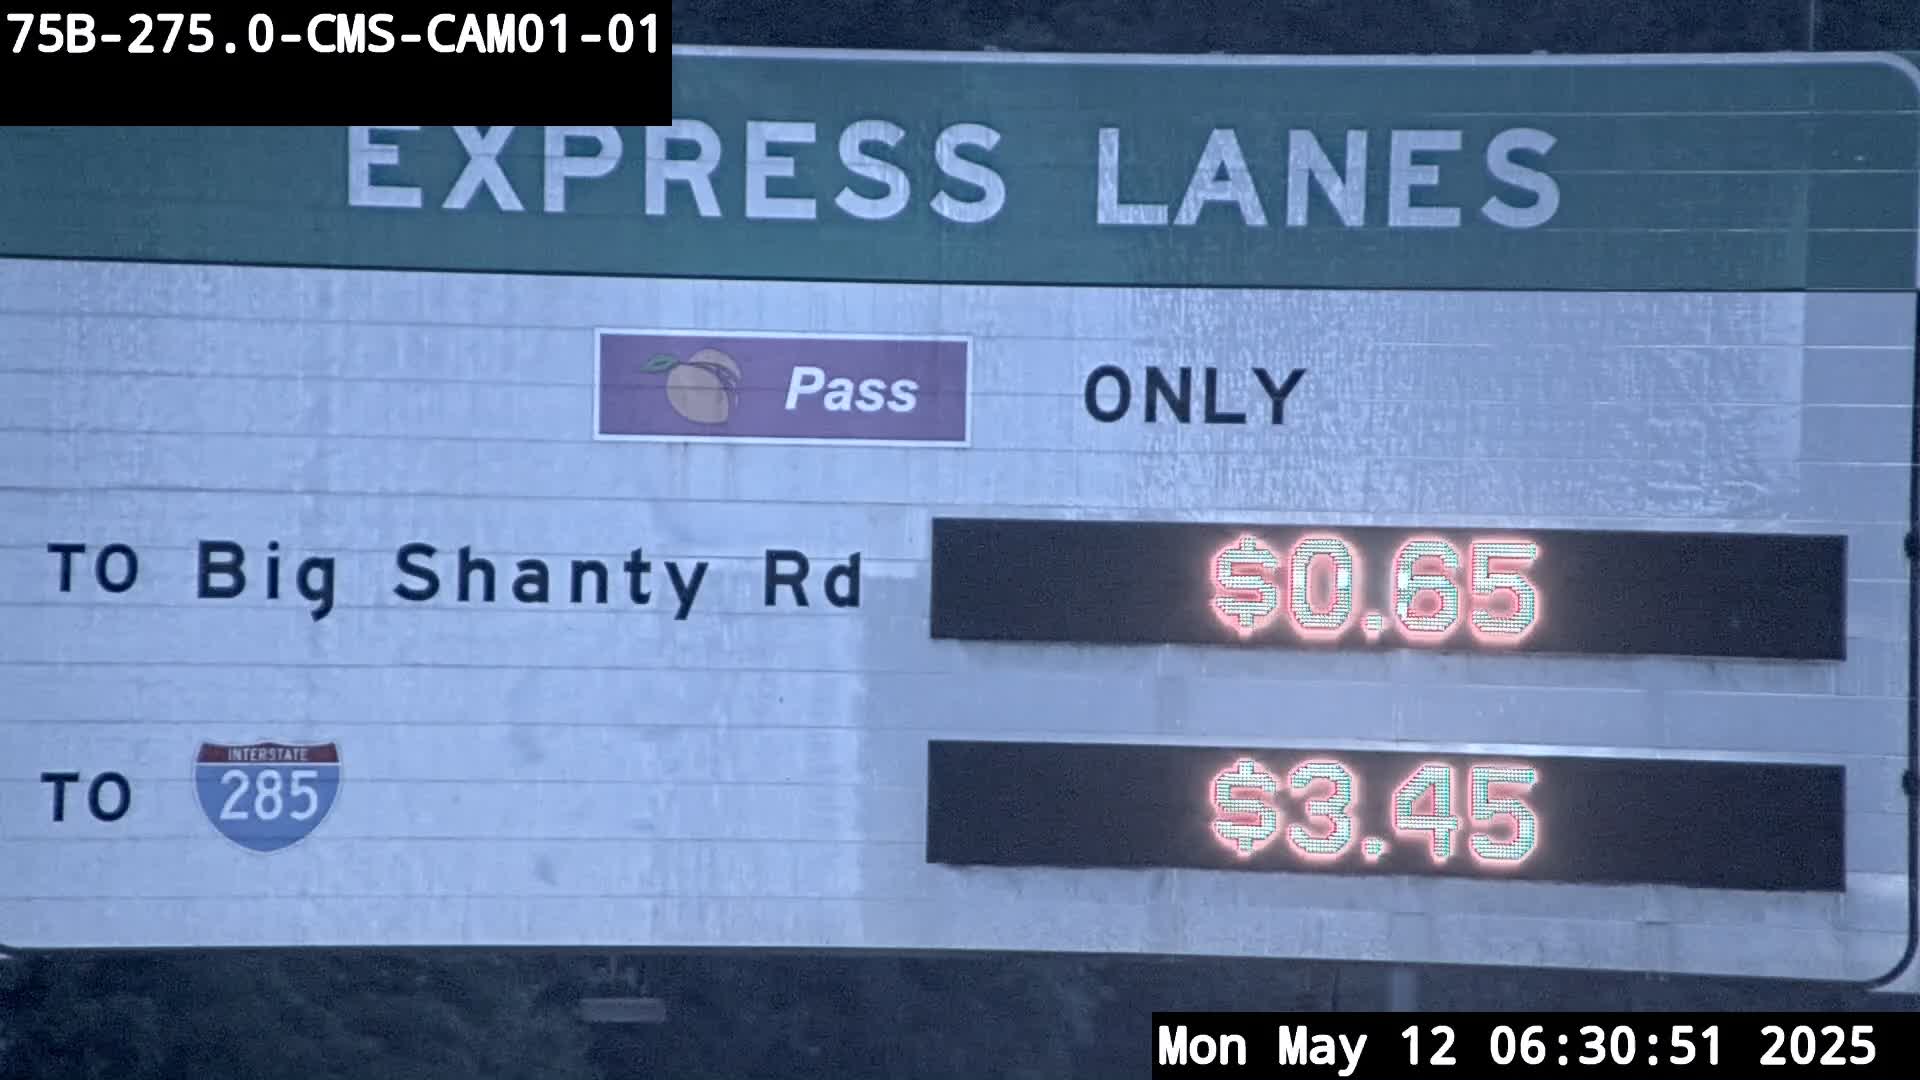 75B-275.0-CMS-CAM01-01
EXPRESS LANES
Pass ONLY
TO Big Shanty Rd $0.65
INTERSTATE
TO 285 $3.45
Mon May 12 06:30:51 2025